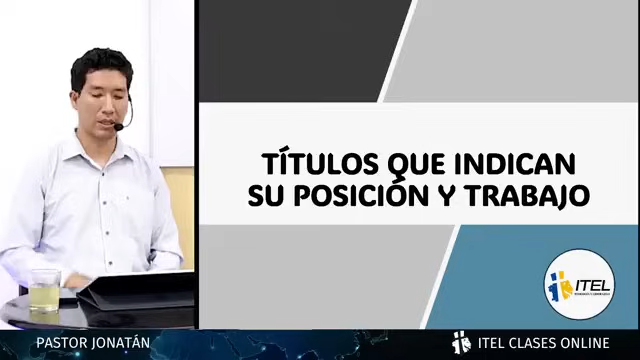 TÍTULOS QUE INDICAN
SU POSICIÓN Y TRABAJO
ITEL
PASTOR JONATÁN
ITEL CLASES ONLINE